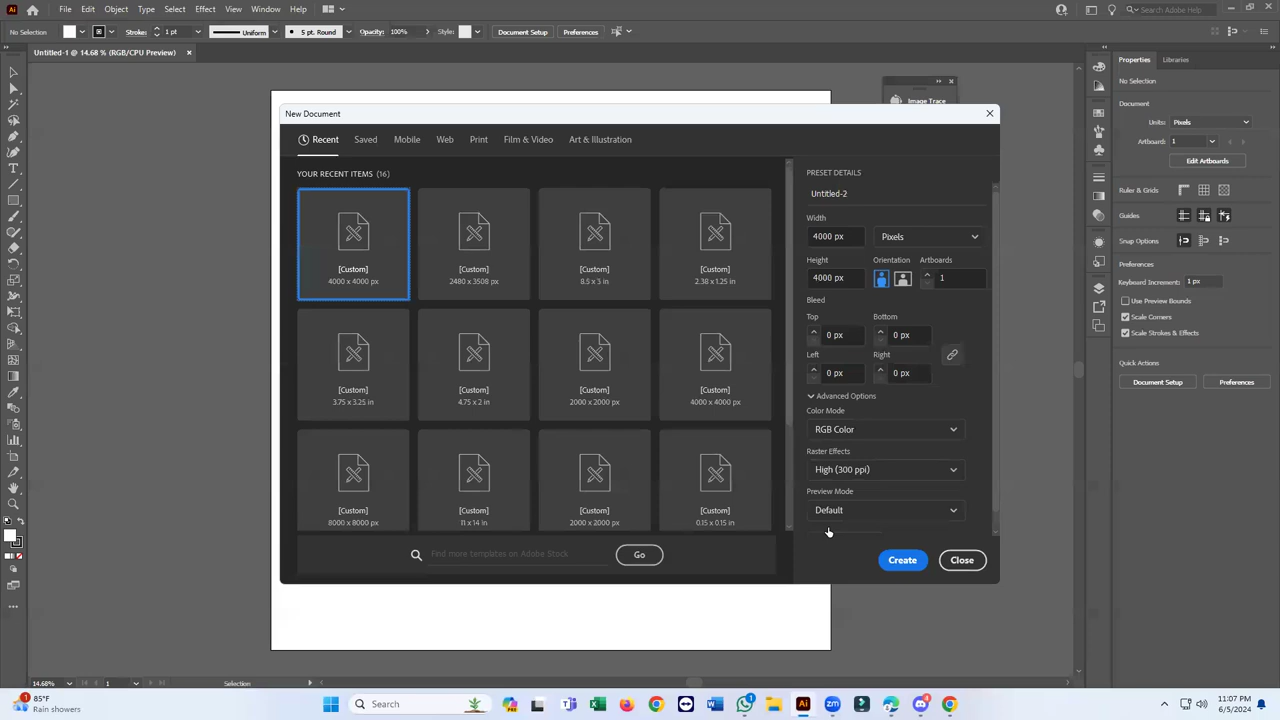 File Edit Object Type Select Effect View Window Help
Search Adobe Help
No Selection Stroke: 1 pt Uniform 5 pt. Round Opacity: 100% Style: Document Setup Preferences
Untitled-1 @ 14.68 % (RGB/CPU Preview)
Properties Libraries
No Selection
Document
Units: Pixels
Artboard: 1
Edit Artboards
Ruler & Grids
Guides
Snap Options
Preferences
Keyboard Increment: 1 px
Use Preview Bounds
Scale Corners
Scale Strokes & Effects
Quick Actions
Document Setup Preferences
Image Trace
New Document
Recent Saved Mobile Web Print Film & Video Art & Illustration
YOUR RECENT ITEMS (16)
[Custom] [Custom] [Custom] [Custom]
4000 x 4000 px 2480 x 3508 px 8.5 x 3 in 2.38 x 1.25 in
[Custom] [Custom] [Custom] [Custom]
3.75 x 3.25 in 4.75 x 2 in 2000 x 2000 px 4000 x 4000 px
[Custom] [Custom] [Custom] [Custom]
8000 x 8000 px 11 x 14 in 2000 x 2000 px 0.15 x 0.15 in
Find more templates on Adobe Stock Go
PRESET DETAILS
Untitled-2
Width
4000 px Pixels
Height Orientation Artboards
4000 px 1
Bleed
Top Bottom
0 px 0 px
Left Right
0 px 0 px
Advanced Options
Color Mode
RGB Color
Raster Effects
High (300 ppi)
Preview Mode
Default
Create Close
14.68% 1 Selection
85°F
Rain showers
Search
11:07 PM
6/5/2024